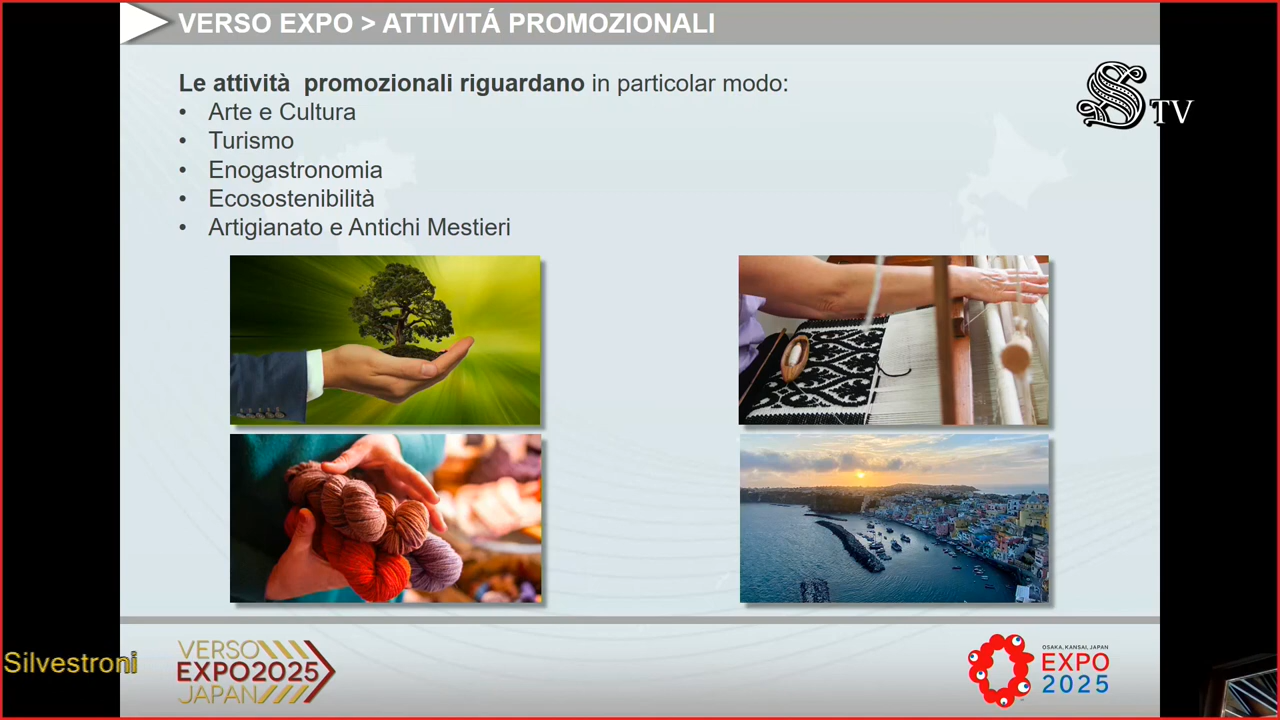 VERSO EXPO > ATTIVITÁ PROMOZIONALI
Le attività promozionali riguardano in particolar modo:
• Arte e Cultura
• Turismo
• Enogastronomia
• Ecosostenibilità
• Artigianato e Antichi Mestieri
S TV
Silvestroni
VERSO
EXPO2025
JAPAN
OSAKA, KANSAI, JAPAN
EXPO
2025